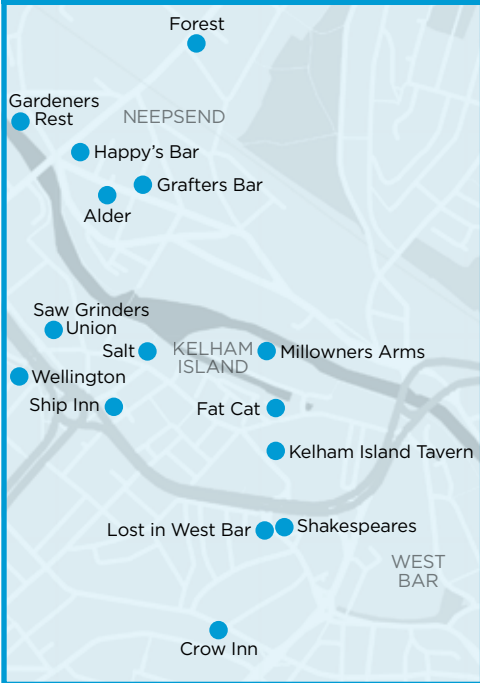 Forest
Gardeners
Rest
NEEPSEND
Happy's Bar
Grafters Bar
Alder
Saw Grinders
Union
Salt
KELHAM
ISLAND
Millowners Arms
Wellington
Ship Inn
Fat Cat
Kelham Island Tavern
Lost in West Bar
Shakespeares
WEST
BAR
Crow Inn